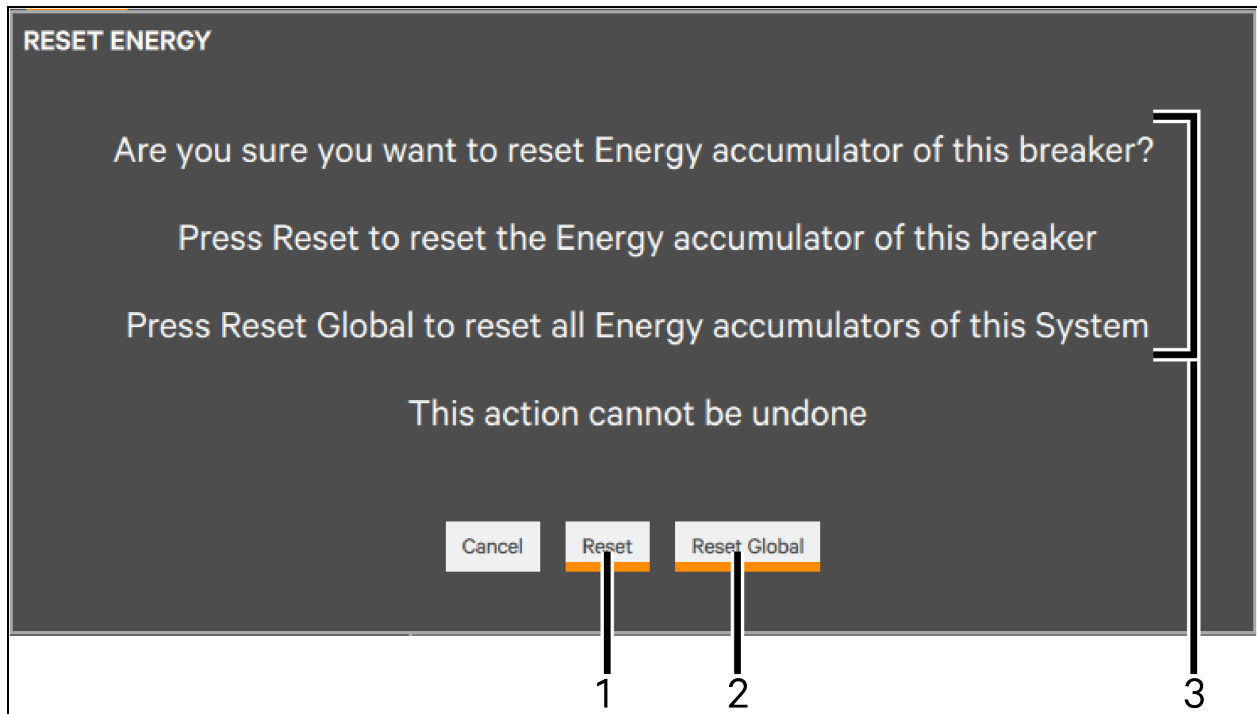 RESET ENERGY
Are you sure you want to reset Energy accumulator of this breaker?
Press Reset to reset the Energy accumulator of this breaker
Press Reset Global to reset all Energy accumulators of this System
This action cannot be undone
Cancel Reset Reset Global
1 2 3